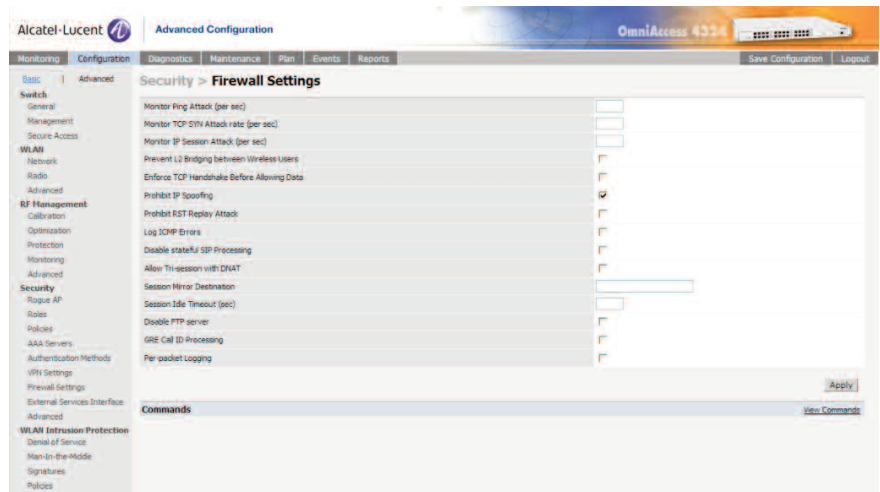 Alcatel-Lucent
Advanced Configuration
OmniAccess 4324
Monitoring Configuration Diagnostics Maintenance Plan Events Reports Save Configuration Logout
Basic | Advanced
Security > Firewall Settings
Switch
General
Management
Secure Access
WLAN
Network
Radio
Advanced
RF Management
Calibration
Optimization
Protection
Monitoring
Advanced
Security
Rogue AP
Roles
Policies
AAA Servers
Authentication Methods
VPN Settings
Firewall Settings
External Services Interface
Advanced
WLAN Intrusion Protection
Denial of Service
Man-In-the-Middle
Signatures
Policies
Monitor Ping Attack (per sec)
Monitor TCP SYN Attack rate (per sec)
Monitor IP Session Attack (per sec)
Prevent L2 Bridging between Wireless Users
Enforce TCP Handshake Before Allowing Data
Prohibit IP Spoofing
Prohibit RST Replay Attack
Log ICMP Errors
Disable stateful SIP Processing
Allow Tri-session with DNAT
Session Mirror Destination
Session Idle Timeout (sec)
Disable FTP server
GRE Call ID Processing
Per-packet Logging
Apply
Commands View Commands